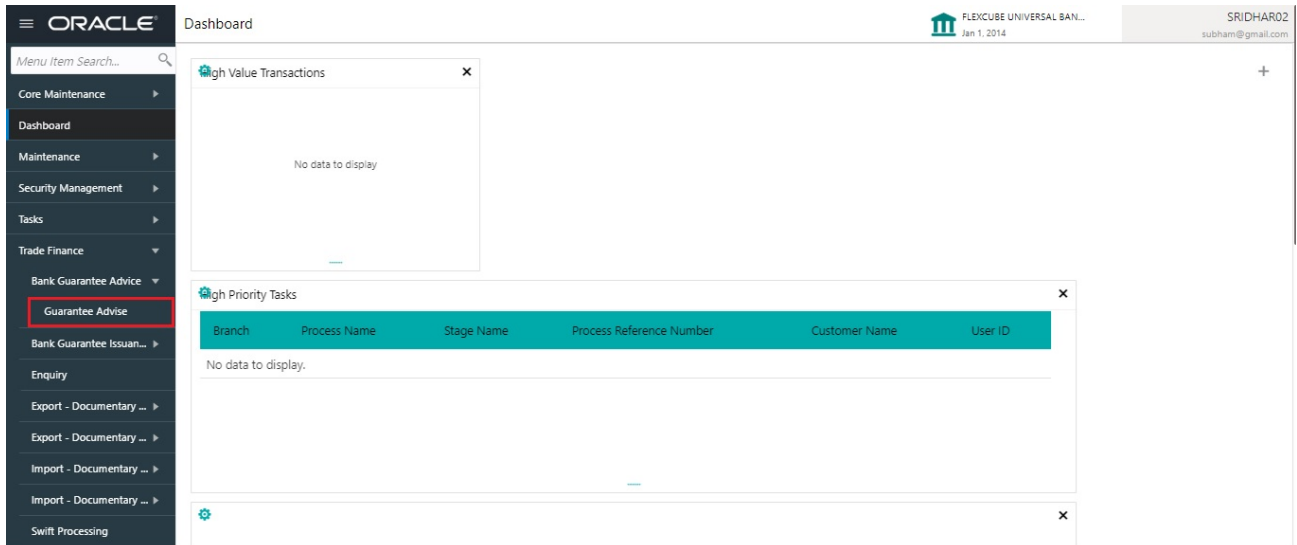 ORACLE
Dashboard
FLEXCUBE UNIVERSAL BAN...
Jan 1, 2014
SRIDHAR02
subham@gmail.com
Menu Item Search...
Core Maintenance
Dashboard
Maintenance
Security Management
Tasks
Trade Finance
Bank Guarantee Advice
Guarantee Advise
Bank Guarantee Issuan...
Enquiry
Export - Documentary ...
Export - Documentary ...
Import - Documentary ...
Import - Documentary ...
Swift Processing
High Value Transactions
No data to display
High Priority Tasks
Branch Process Name Stage Name Process Reference Number Customer Name User ID
No data to display.